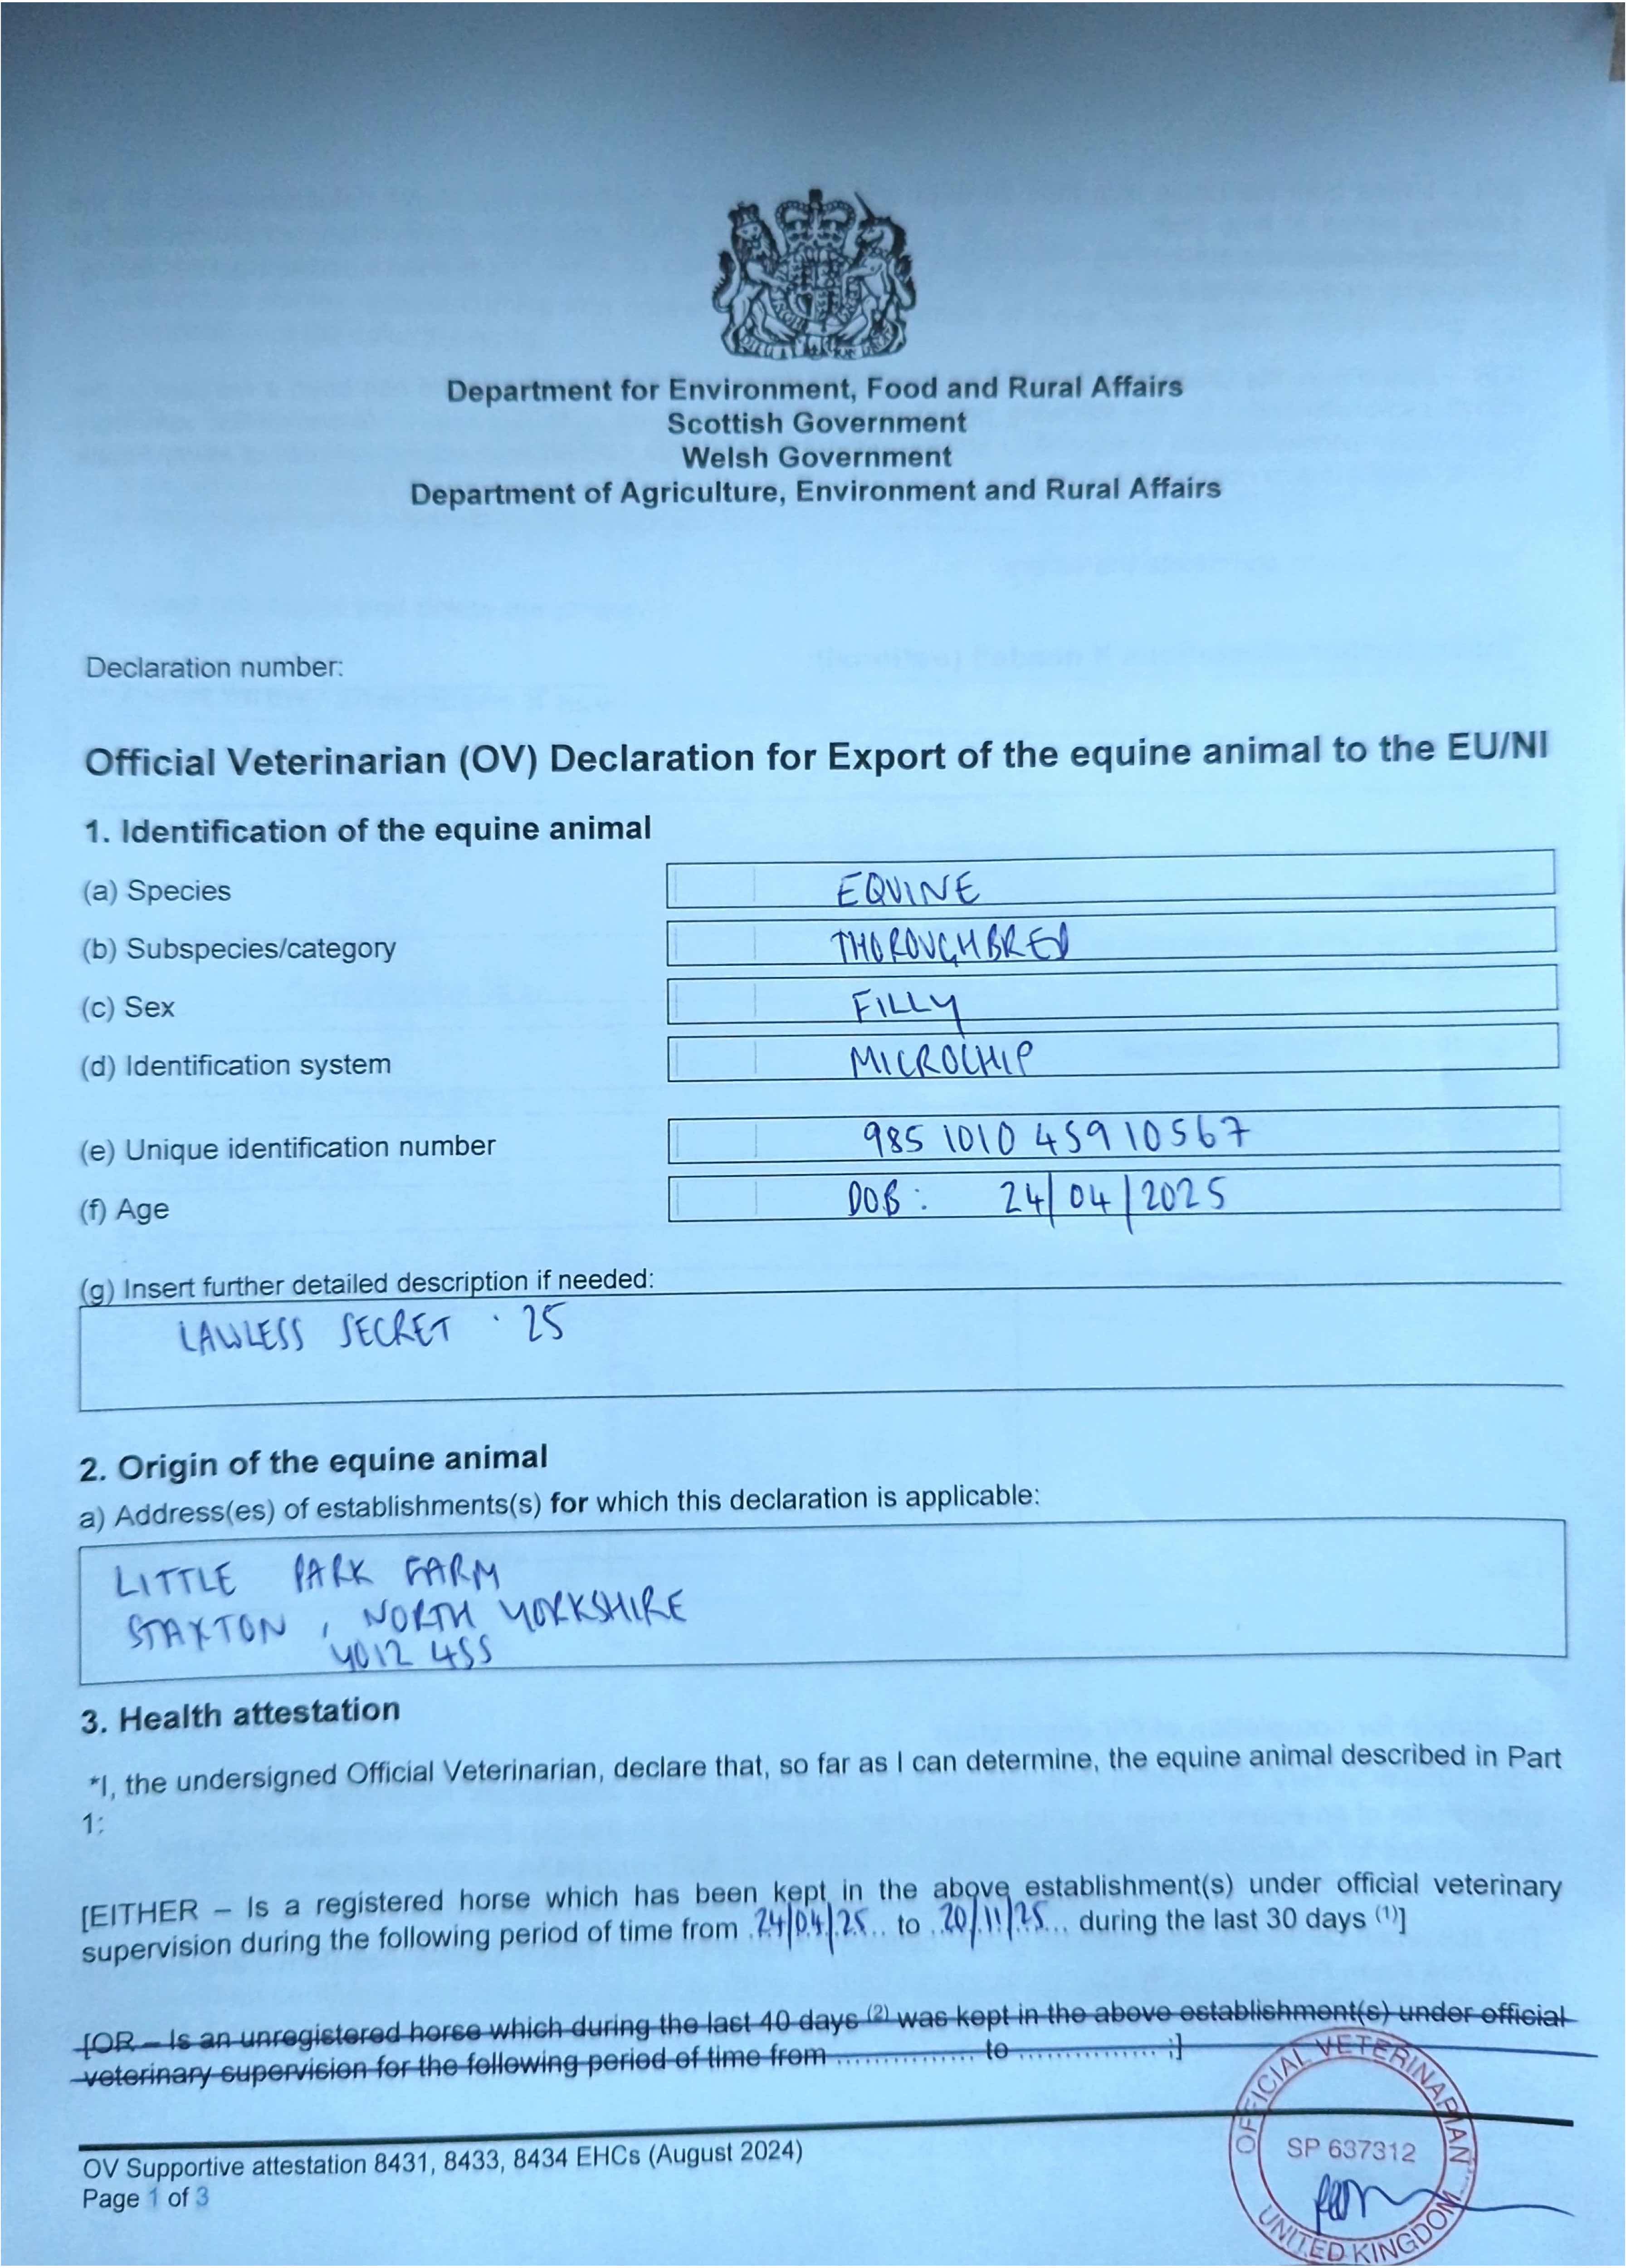 Department for Environment, Food and Rural Affairs
Scottish Government
Welsh Government
Department of Agriculture, Environment and Rural Affairs
Declaration number:
Official Veterinarian (OV) Declaration for Export of the equine animal to the EU/NI
1. Identification of the equine animal
(a) Species EQUINE
(b) Subspecies/category THOROUGHBRED
(c) Sex FILLY
(d) Identification system MICROCHIP
(e) Unique identification number 985 1010 45910567
(f) Age DOB: 24/04/2025
(g) Insert further detailed description if needed:
LAWLESS SECRET · 25
2. Origin of the equine animal
a) Address(es) of establishments(s) for which this declaration is applicable:
LITTLE PARK FARM
STAXTON, NORTH YORKSHIRE
YO12 4SS
3. Health attestation
*I, the undersigned Official Veterinarian, declare that, so far as I can determine, the equine animal described in Part
1:
[EITHER – Is a registered horse which has been kept in the above establishment(s) under official veterinary
supervision during the following period of time from 24/04/25 to 20/11/25 during the last 30 days (1)]
[OR – Is an unregistered horse which during the last 40 days (2) was kept in the above establishment(s) under official
veterinary supervision for the following period of time from ................ to ................ ;]
OV Supportive attestation 8431, 8433, 8434 EHCs (August 2024)
Page 1 of 3
OFFICIAL VETERINARIAN
SP 637312
UNITED KINGDOM